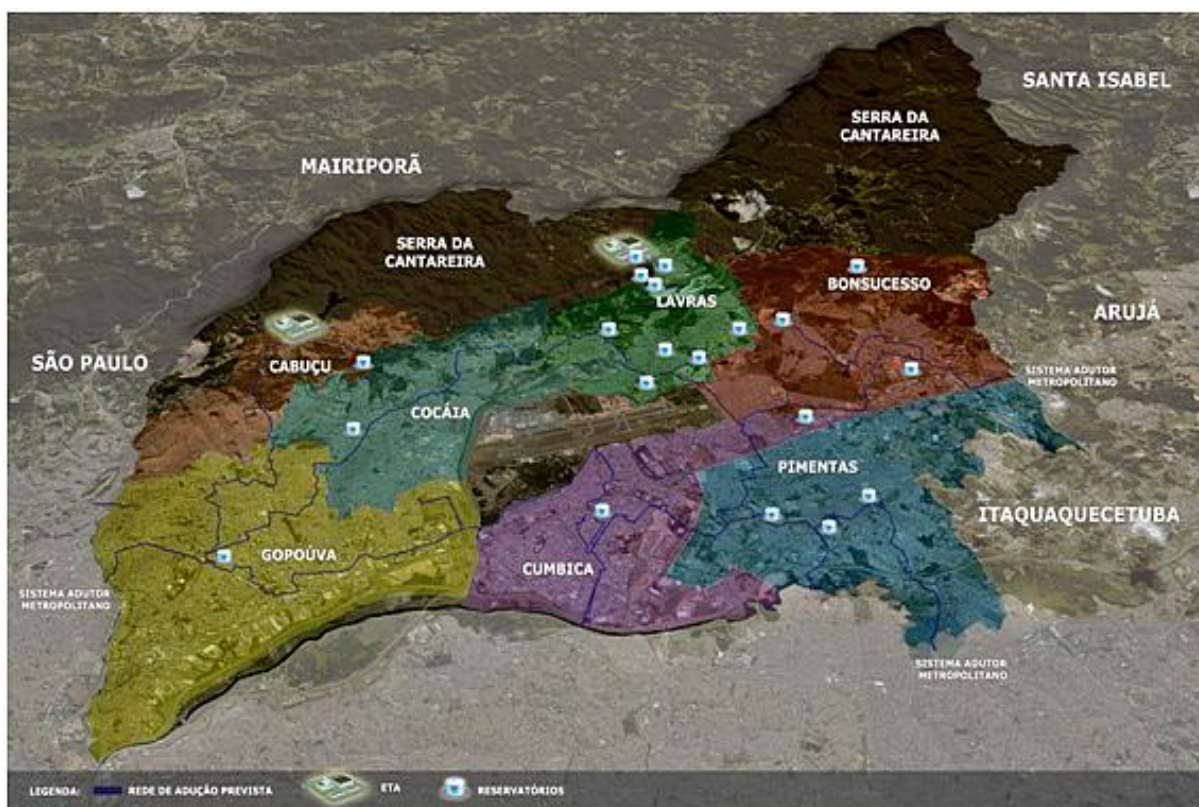 SANTA ISABEL
SERRA DA
CANTAREIRA
MAIRIPORÃ
SERRA DA
CANTAREIRA
BONSUCESSO
LAVRAS
ARUJÁ
SÃO PAULO
CABUÇU
SISTEMA ADUTOR
METROPOLITANO
COCÁIA
PIMENTAS
ITAQUAQUECETUBA
GOPOÚVA
CUMBICA
SISTEMA ADUTOR
METROPOLITANO
SISTEMA ADUTOR
METROPOLITANO
LEGENDA: REDE DE ADUÇÃO PREVISTA ETA RESERVATÓRIOS